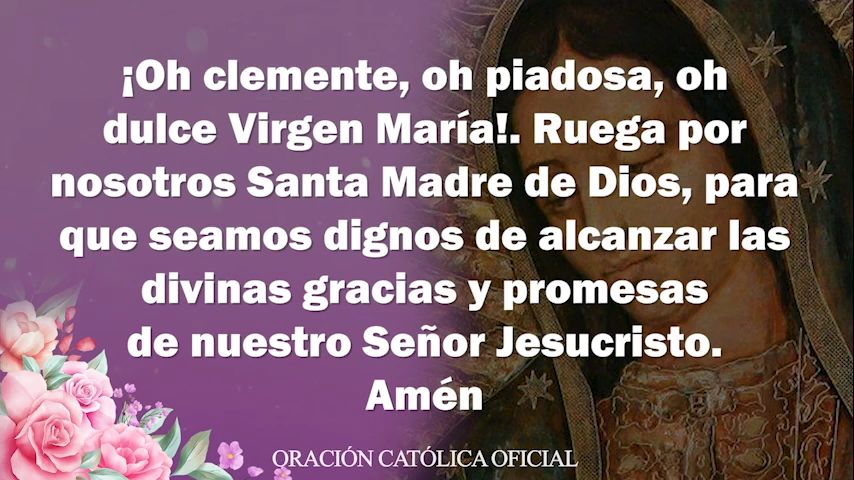 ¡Oh clemente, oh piadosa, oh
dulce Virgen María!. Ruega por
nosotros Santa Madre de Dios, para
que seamos dignos de alcanzar las
divinas gracias y promesas
de nuestro Señor Jesucristo.
Amén
ORACIÓN CATÓLICA OFICIAL